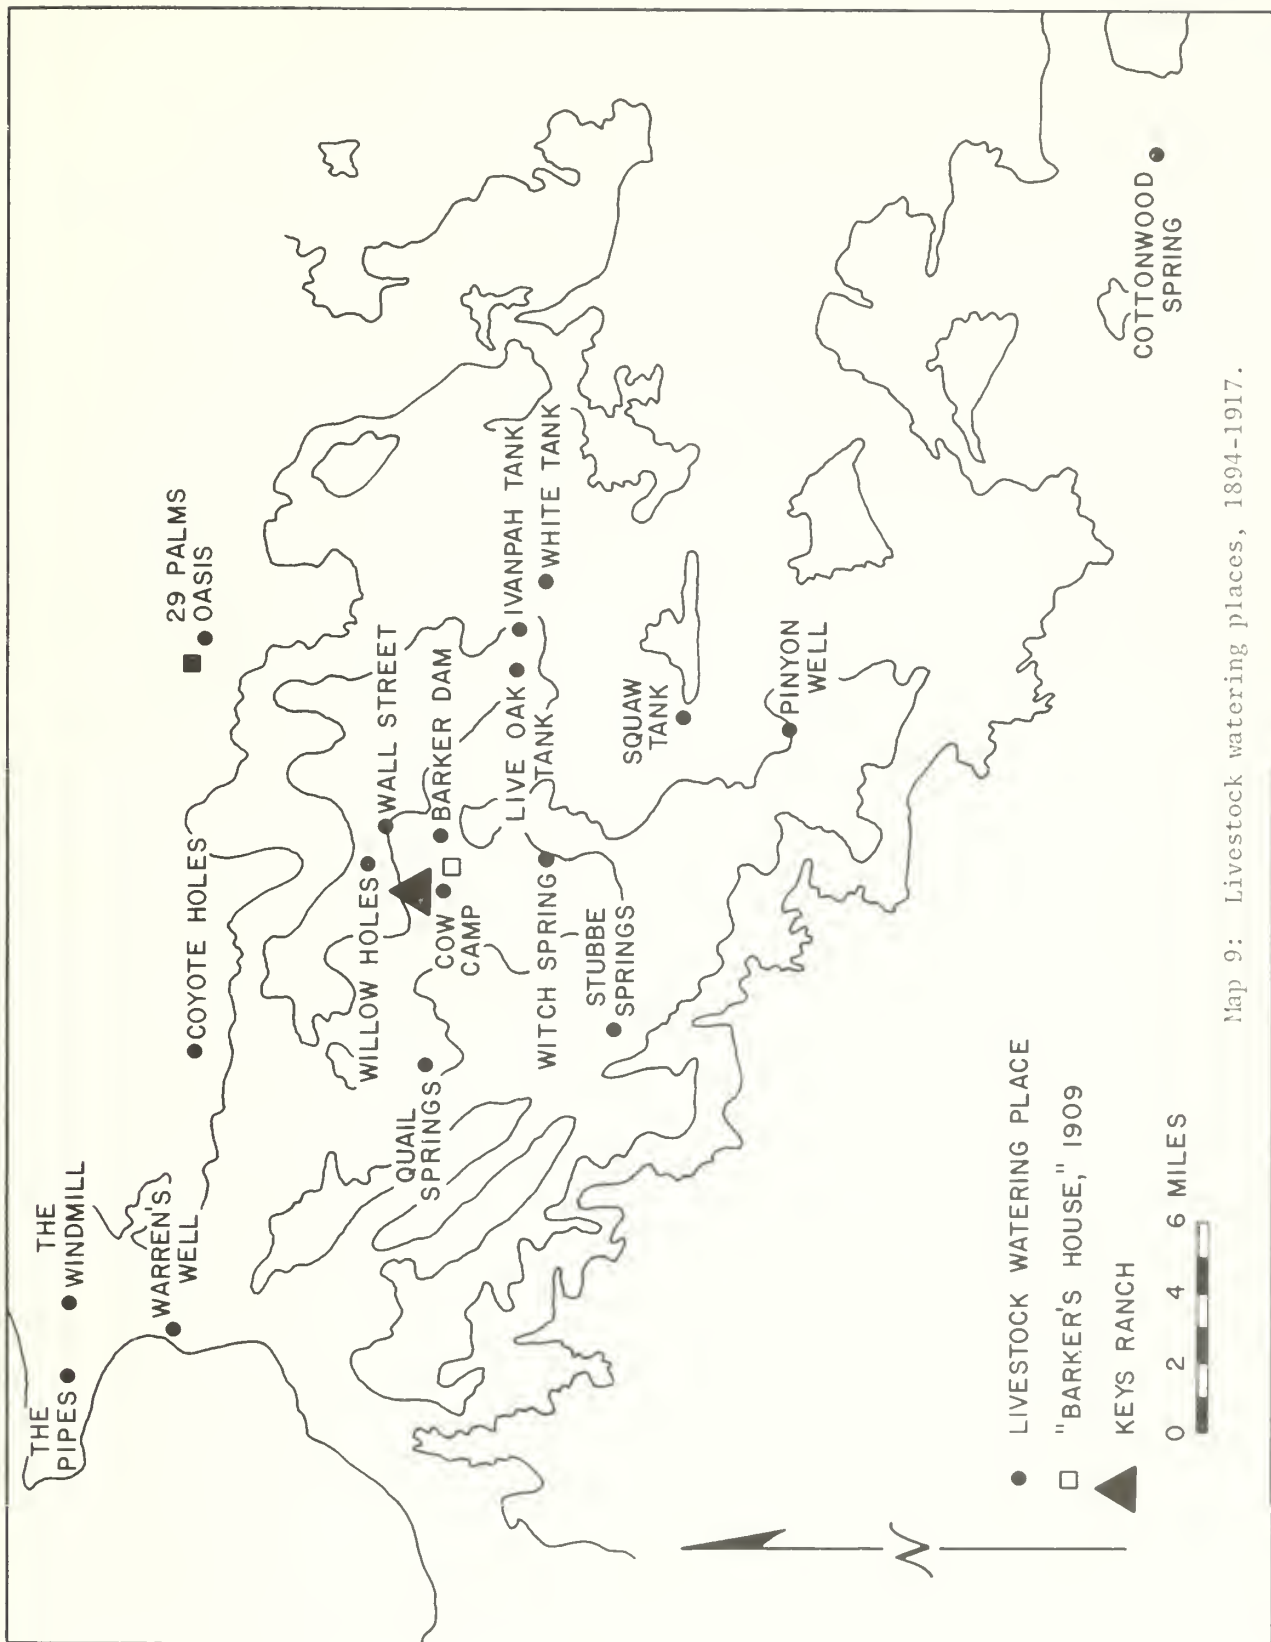 THE
PIPES
THE
WINDMILL
WARREN'S
WELL
COYOTE HOLES
29 PALMS
OASIS
QUAIL
SPRINGS
WILLOW HOLES
WALL STREET
COW
CAMP
BARKER DAM
WITCH SPRING
LIVE OAK
TANK
IVANPAH TANK
WHITE TANK
STUBBE
SPRINGS
SQUAW
TANK
PINYON
WELL
COTTONWOOD
SPRING
N
LIVESTOCK WATERING PLACE
"BARKER'S HOUSE," 1909
KEYS RANCH
0 2 4 6 MILES
Map 9: Livestock watering places, 1894-1917.